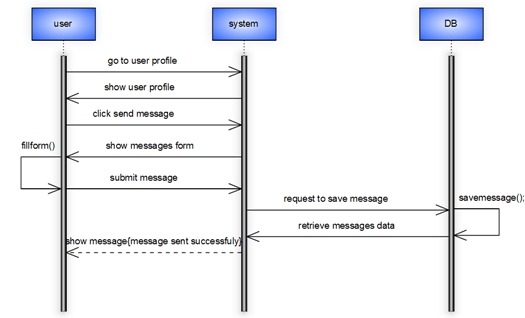 user
system
DB
go to user profile
show user profile
click send message
fillform()
show messages form
submit message
request to save message
savemessage();
retrieve messages data
show message{message sent successfuly}